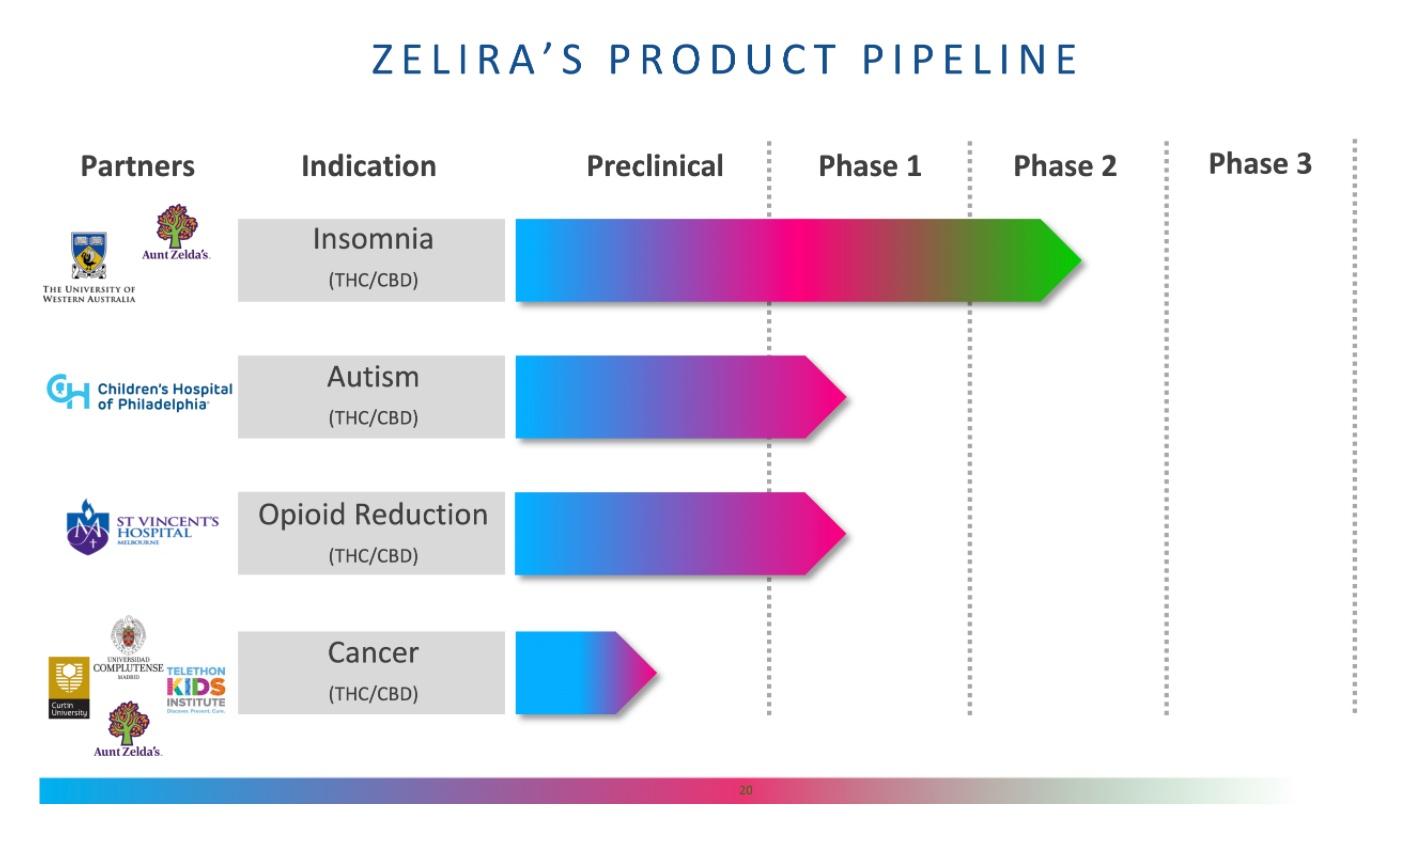 ZELIRA’S PRODUCT PIPELINE
Partners Indication Preclinical Phase 1 Phase 2 Phase 3
Aunt Zelda's.
THE UNIVERSITY OF
WESTERN AUSTRALIA
Insomnia
(THC/CBD)
Children's Hospital
of Philadelphia
Autism
(THC/CBD)
ST VINCENT'S
HOSPITAL
MELBOURNE
Opioid Reduction
(THC/CBD)
UNIVERSIDAD
COMPLUTENSE
MADRID
Curtin
University
TELETHON
KIDS
INSTITUTE
Discover. Prevent. Cure.
Aunt Zelda's.
Cancer
(THC/CBD)
20